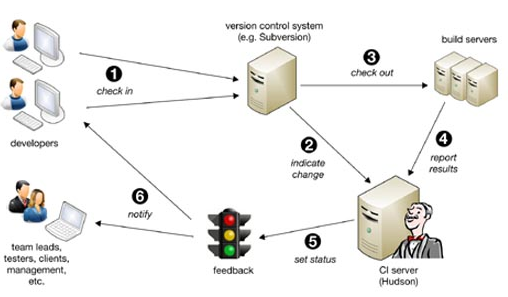 version control system
(e.g. Subversion)
build servers
1
check in
3
check out
developers
2
indicate
change
4
report
results
6
notify
5
set status
team leads,
testers, clients,
management,
etc.
feedback
CI server
(Hudson)